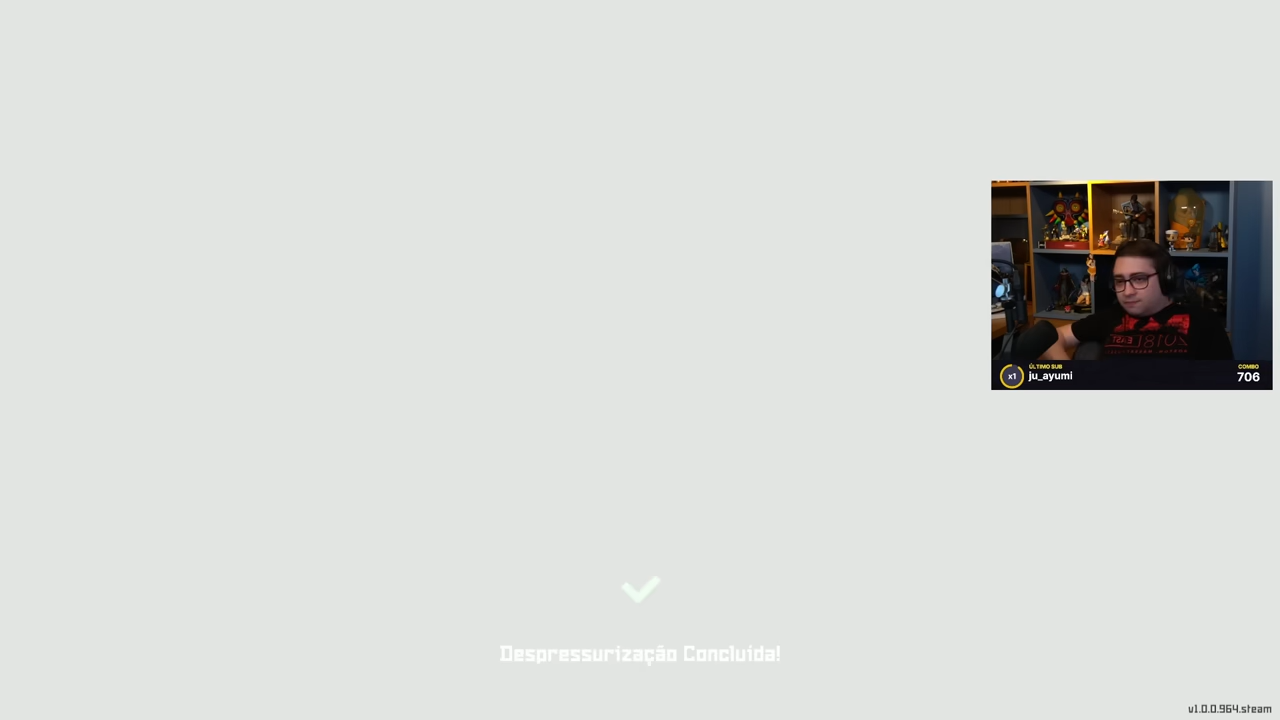 ÚLTIMO SUB
COMBO
x1
ju_ayumi
706
Despressurização Concluída!
v1.0.0.964.steam